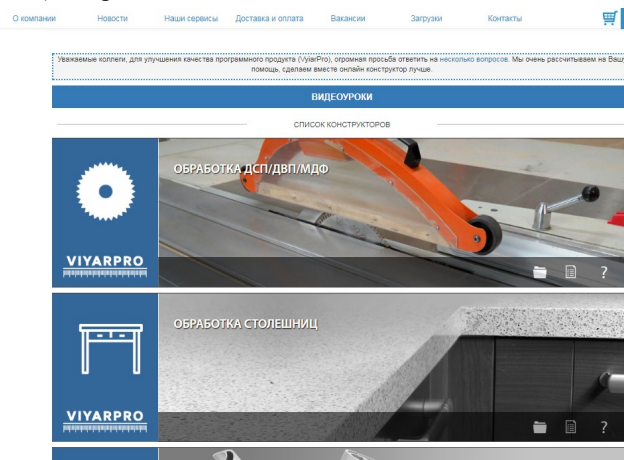 О компании Новости Наши сервисы Доставка и оплата Вакансии Загрузки Контакты
Уважаемые коллеги, для улучшения качества программного продукта (VyiarPro), огромная просьба ответить на несколько вопросов. Мы очень рассчитываем на Вашу
помощь, сделаем вместе онлайн конструктор лучше.
ВИДЕОУРОКИ
СПИСОК КОНСТРУКТОРОВ
ОБРАБОТКА ДСП/ДВП/МДФ
VIYARPRO
?
ОБРАБОТКА СТОЛЕШНИЦ
VIYARPRO
?